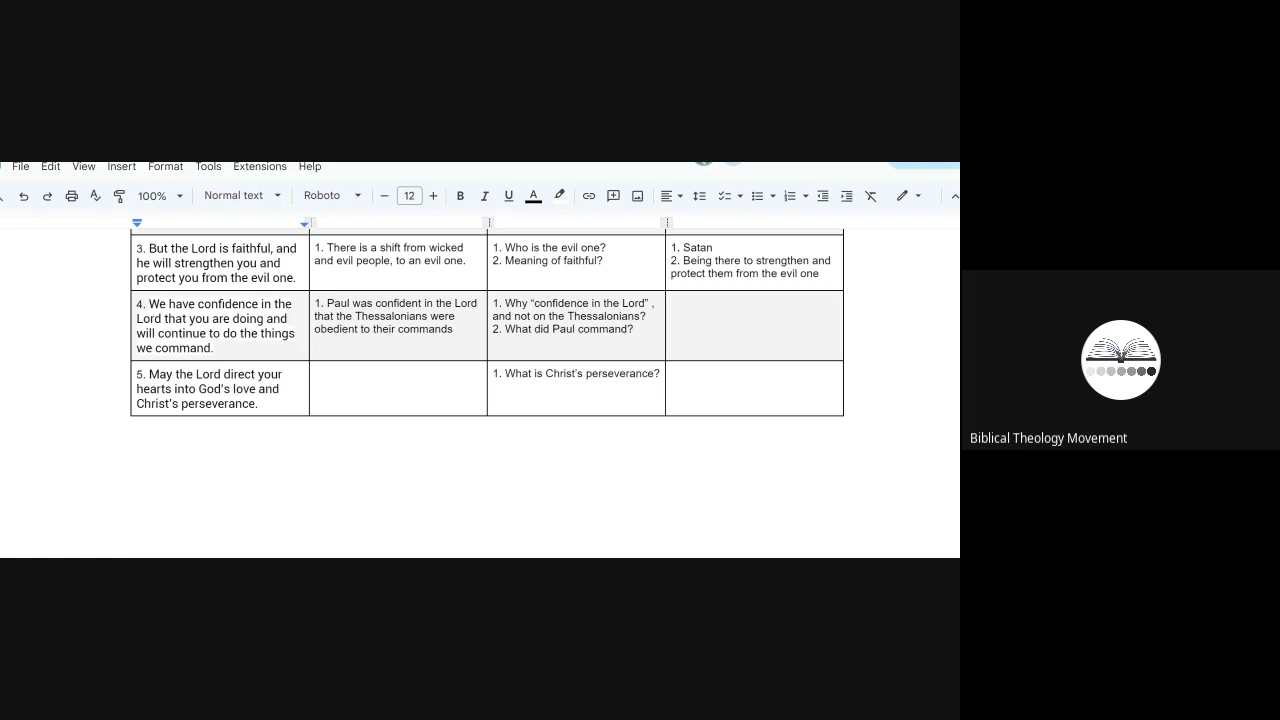 File Edit View Insert Format Tools Extensions Help
100% Normal text Roboto 12
3. But the Lord is faithful, and
he will strengthen you and
protect you from the evil one.
1. There is a shift from wicked
and evil people, to an evil one.
1. Who is the evil one?
2. Meaning of faithful?
1. Satan
2. Being there to strengthen and
protect them from the evil one
4. We have confidence in the
Lord that you are doing and
will continue to do the things
we command.
1. Paul was confident in the Lord
that the Thessalonians were
obedient to their commands
1. Why “confidence in the Lord” ,
and not on the Thessalonians?
2. What did Paul command?
5. May the Lord direct your
hearts into God's love and
Christ's perseverance.
1. What is Christ's perseverance?
Biblical Theology Movement